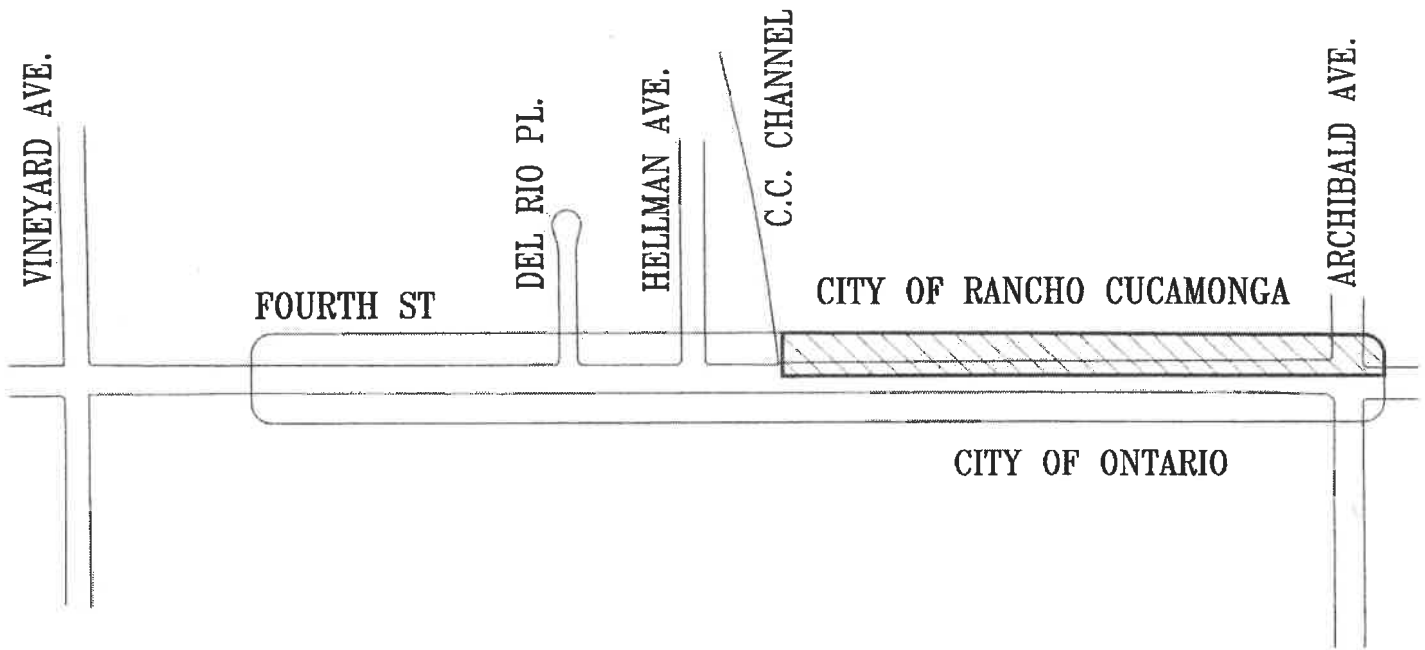 VINEYARD AVE.
DEL RIO PL.
HELLMAN AVE.
C.C. CHANNEL
ARCHIBALD AVE.
FOURTH ST
CITY OF RANCHO CUCAMONGA
CITY OF ONTARIO